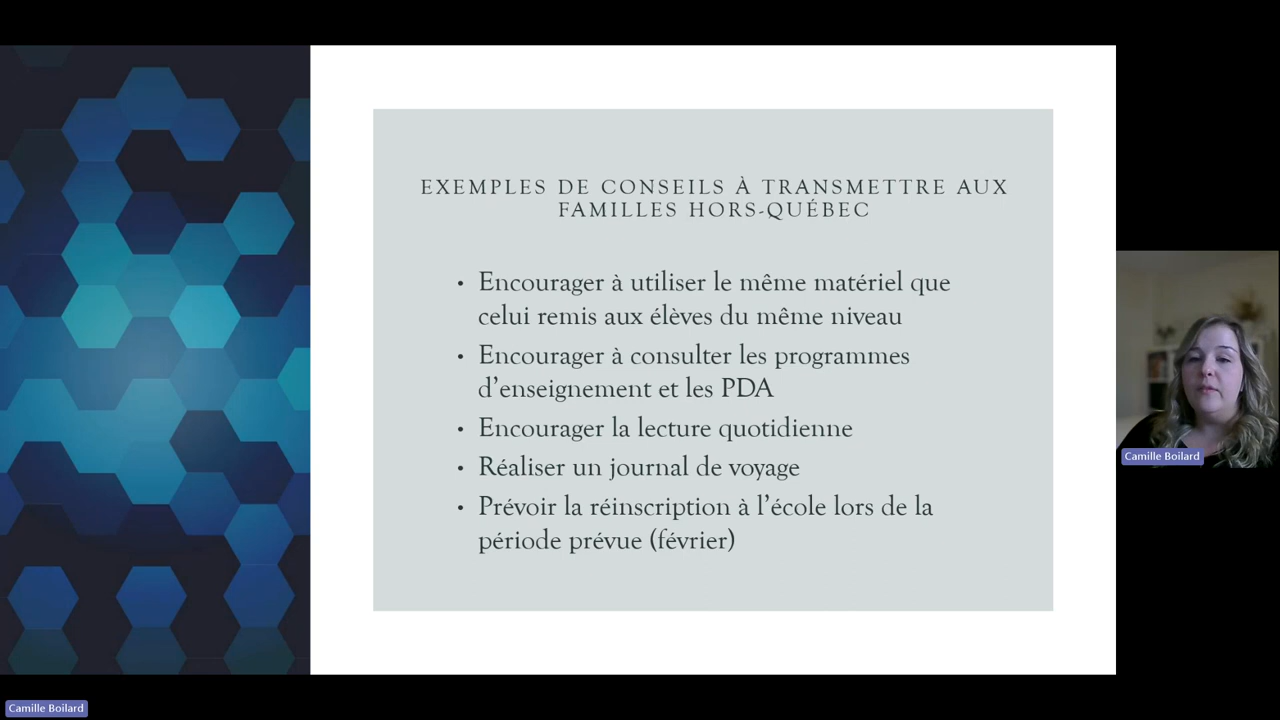 EXEMPLES DE CONSEILS À TRANSMETTRE AUX
FAMILLES HORS-QUÉBEC
• Encourager à utiliser le même matériel que
celui remis aux élèves du même niveau
• Encourager à consulter les programmes
d’enseignement et les PDA
• Encourager la lecture quotidienne
• Réaliser un journal de voyage
• Prévoir la réinscription à l’école lors de la
période prévue (février)
Camille Boilard
Camille Boilard